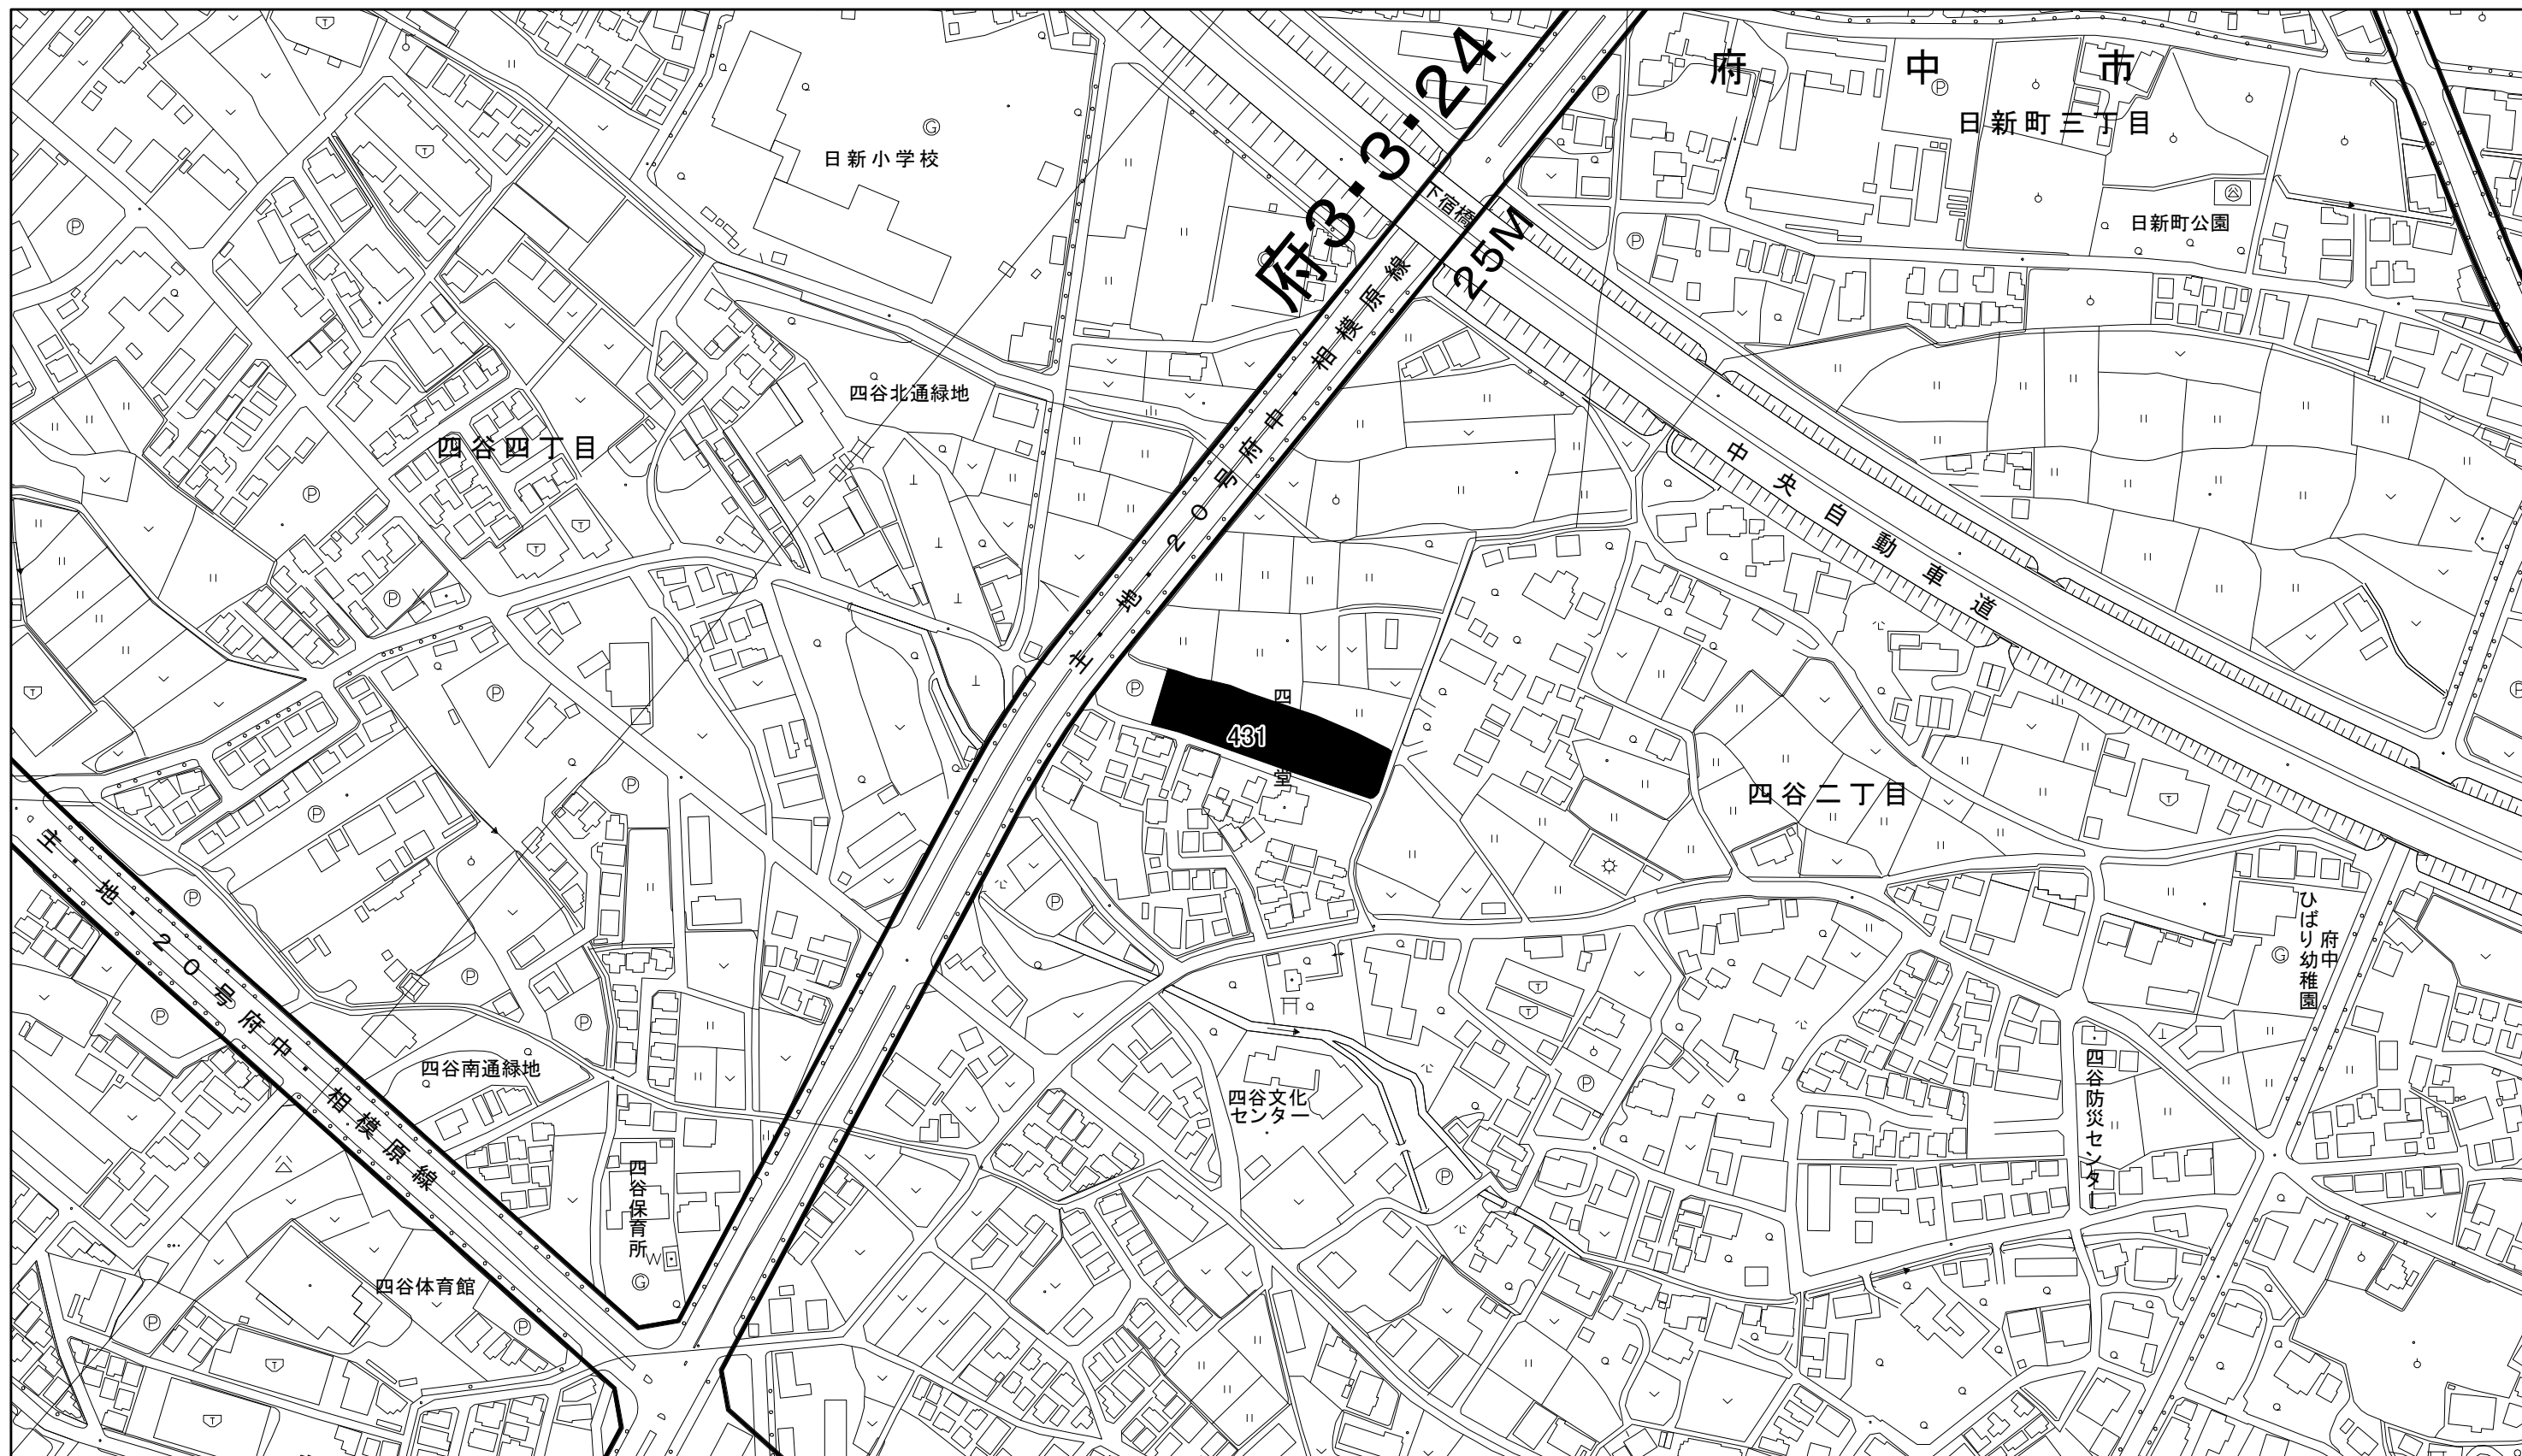 府3・3・24
25M
府中市
日新町三丁目
日新小学校
下宿橋
日新町公園
四谷北通緑地
四谷四丁目
主・地・20号府中・相模原線
中央自動車道
431
堂
四谷二丁目
府中
ひばり幼稚園
主・地・20号府中・相模原線
四谷南通緑地
四谷文化
センター
四谷防災センター
四谷保育所
四谷体育館